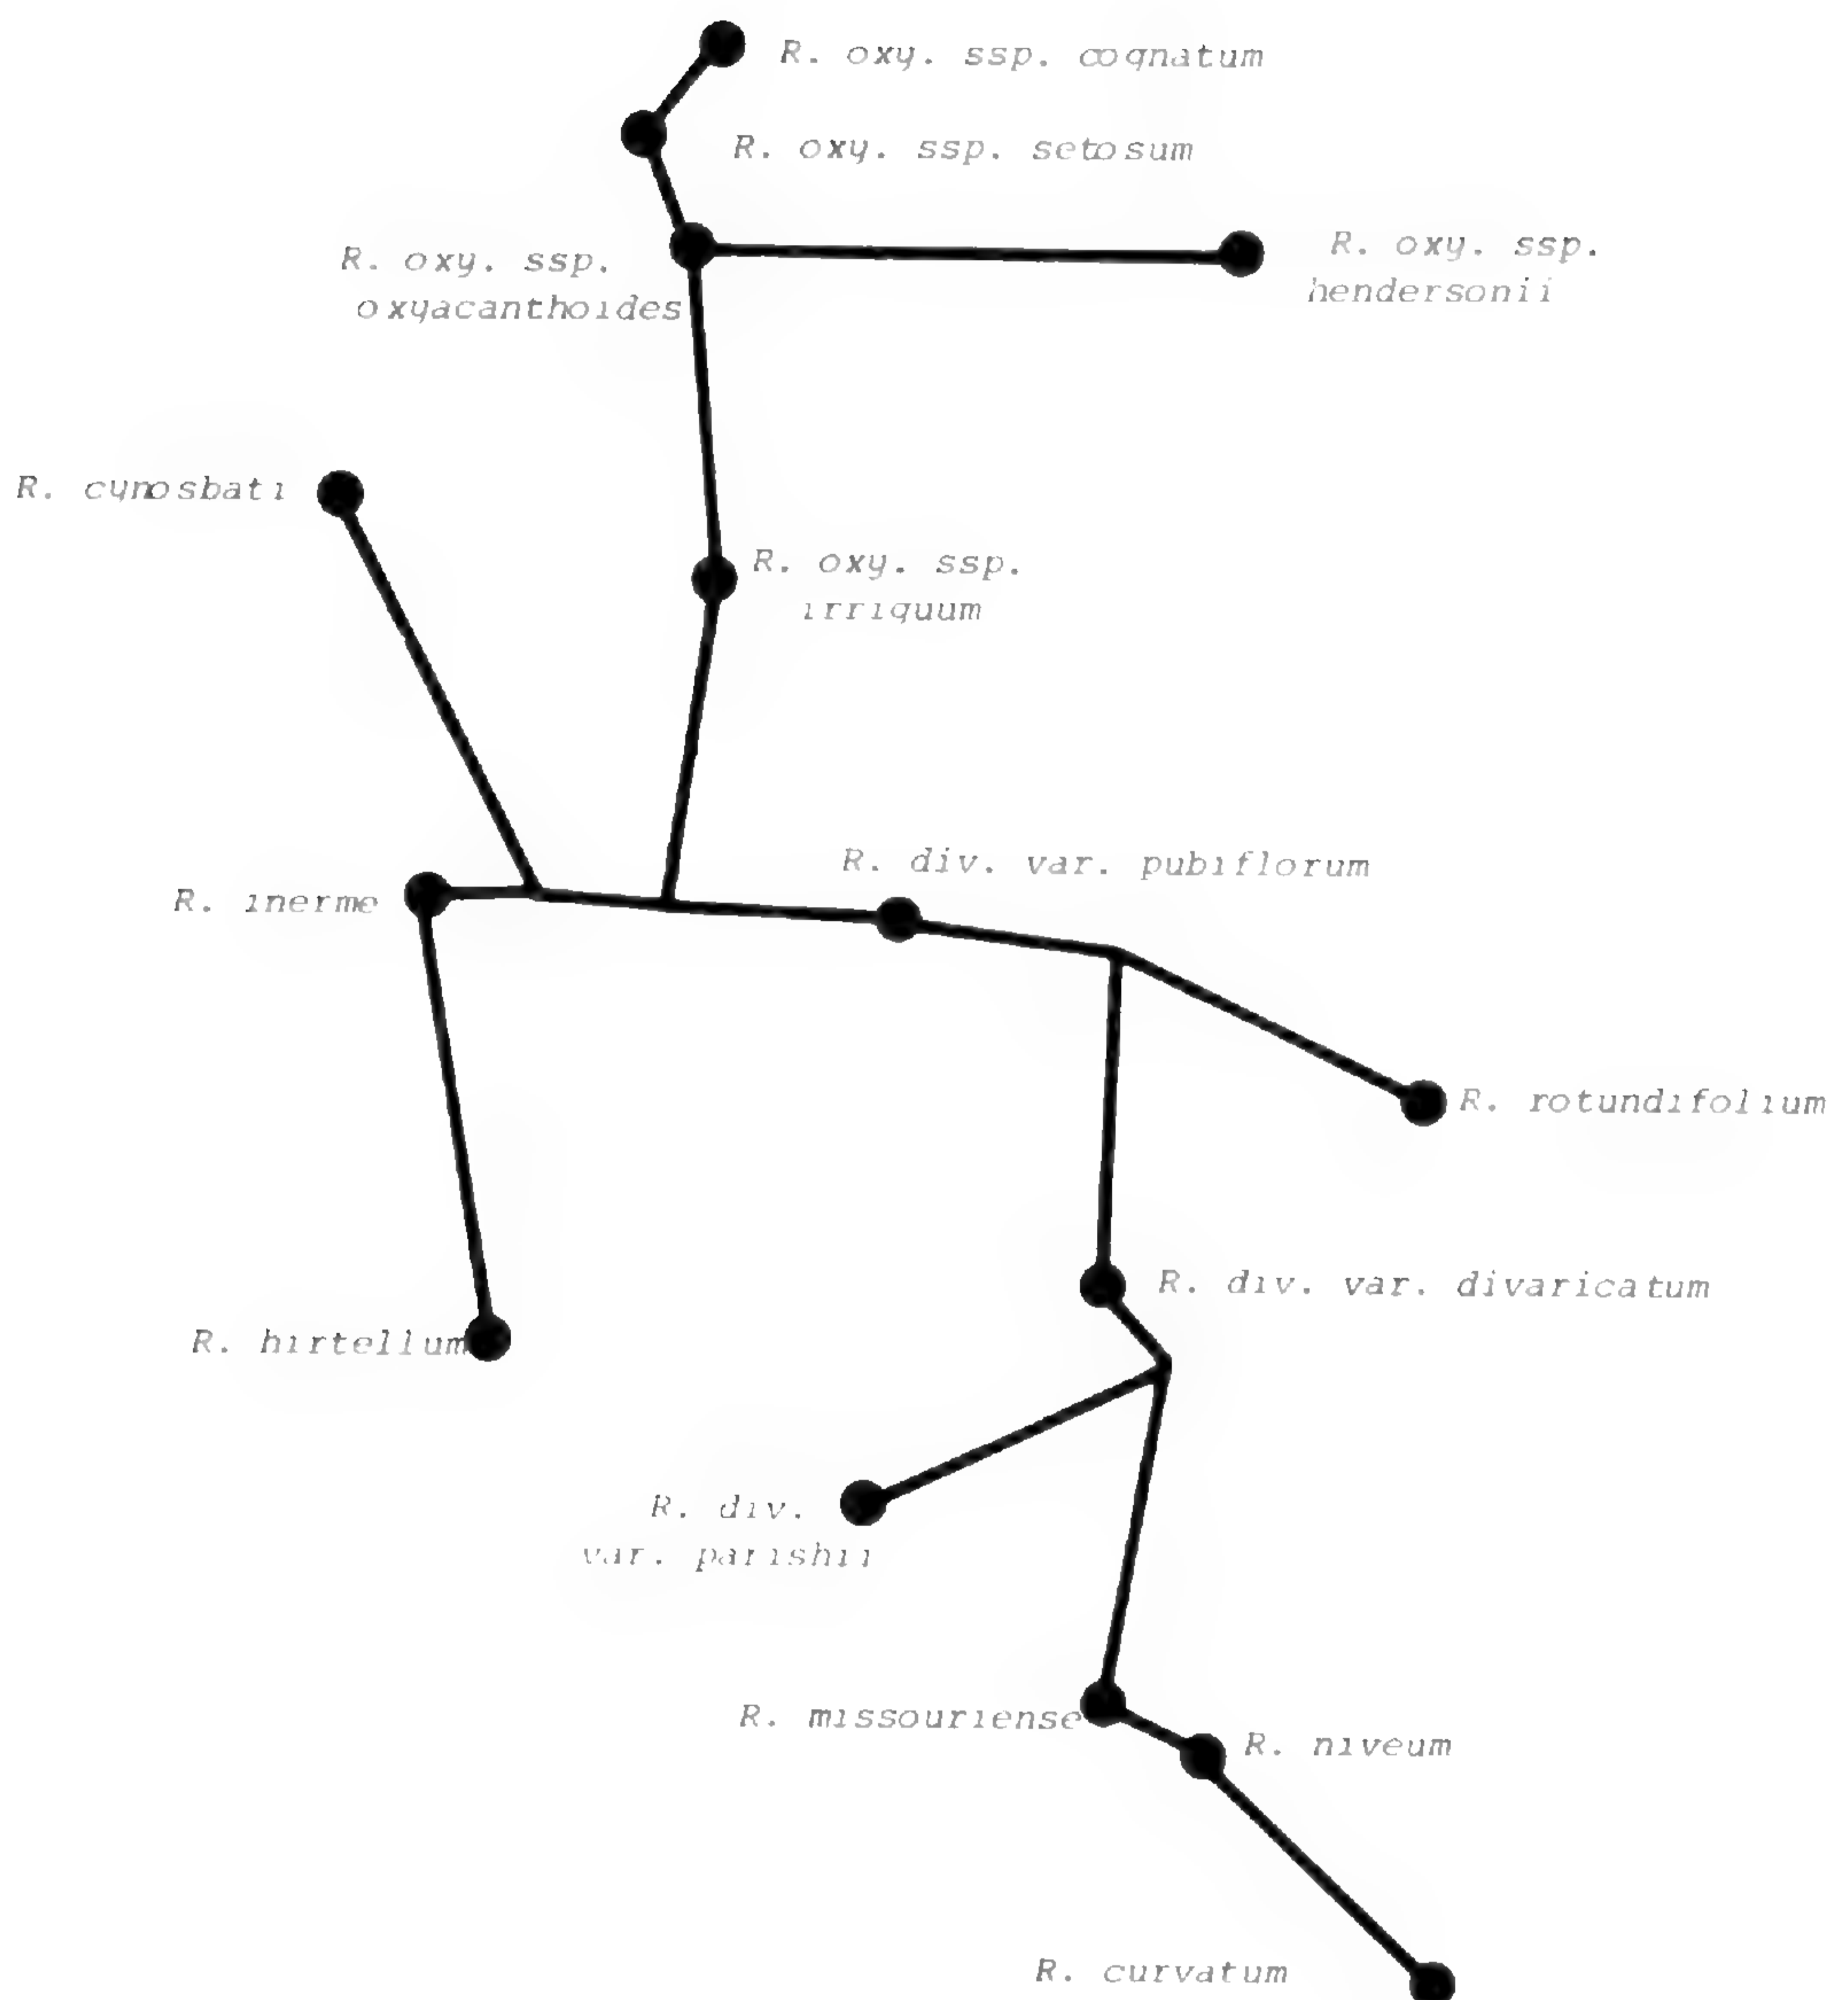 R. oxy. ssp. cognatum
R. oxy. ssp. setosum
R. oxy. ssp.
oxyacanthoides
R. oxy. ssp.
hendersonii
R. cynosbati
R. oxy. ssp.
irriguum
R. div. var. pubiflorum
R. inerme
R. rotundifolium
R. div. var. divaricatum
R. hirtellum
R. div.
var. parishii
R. missouriense
R. niveum
R. curvatum